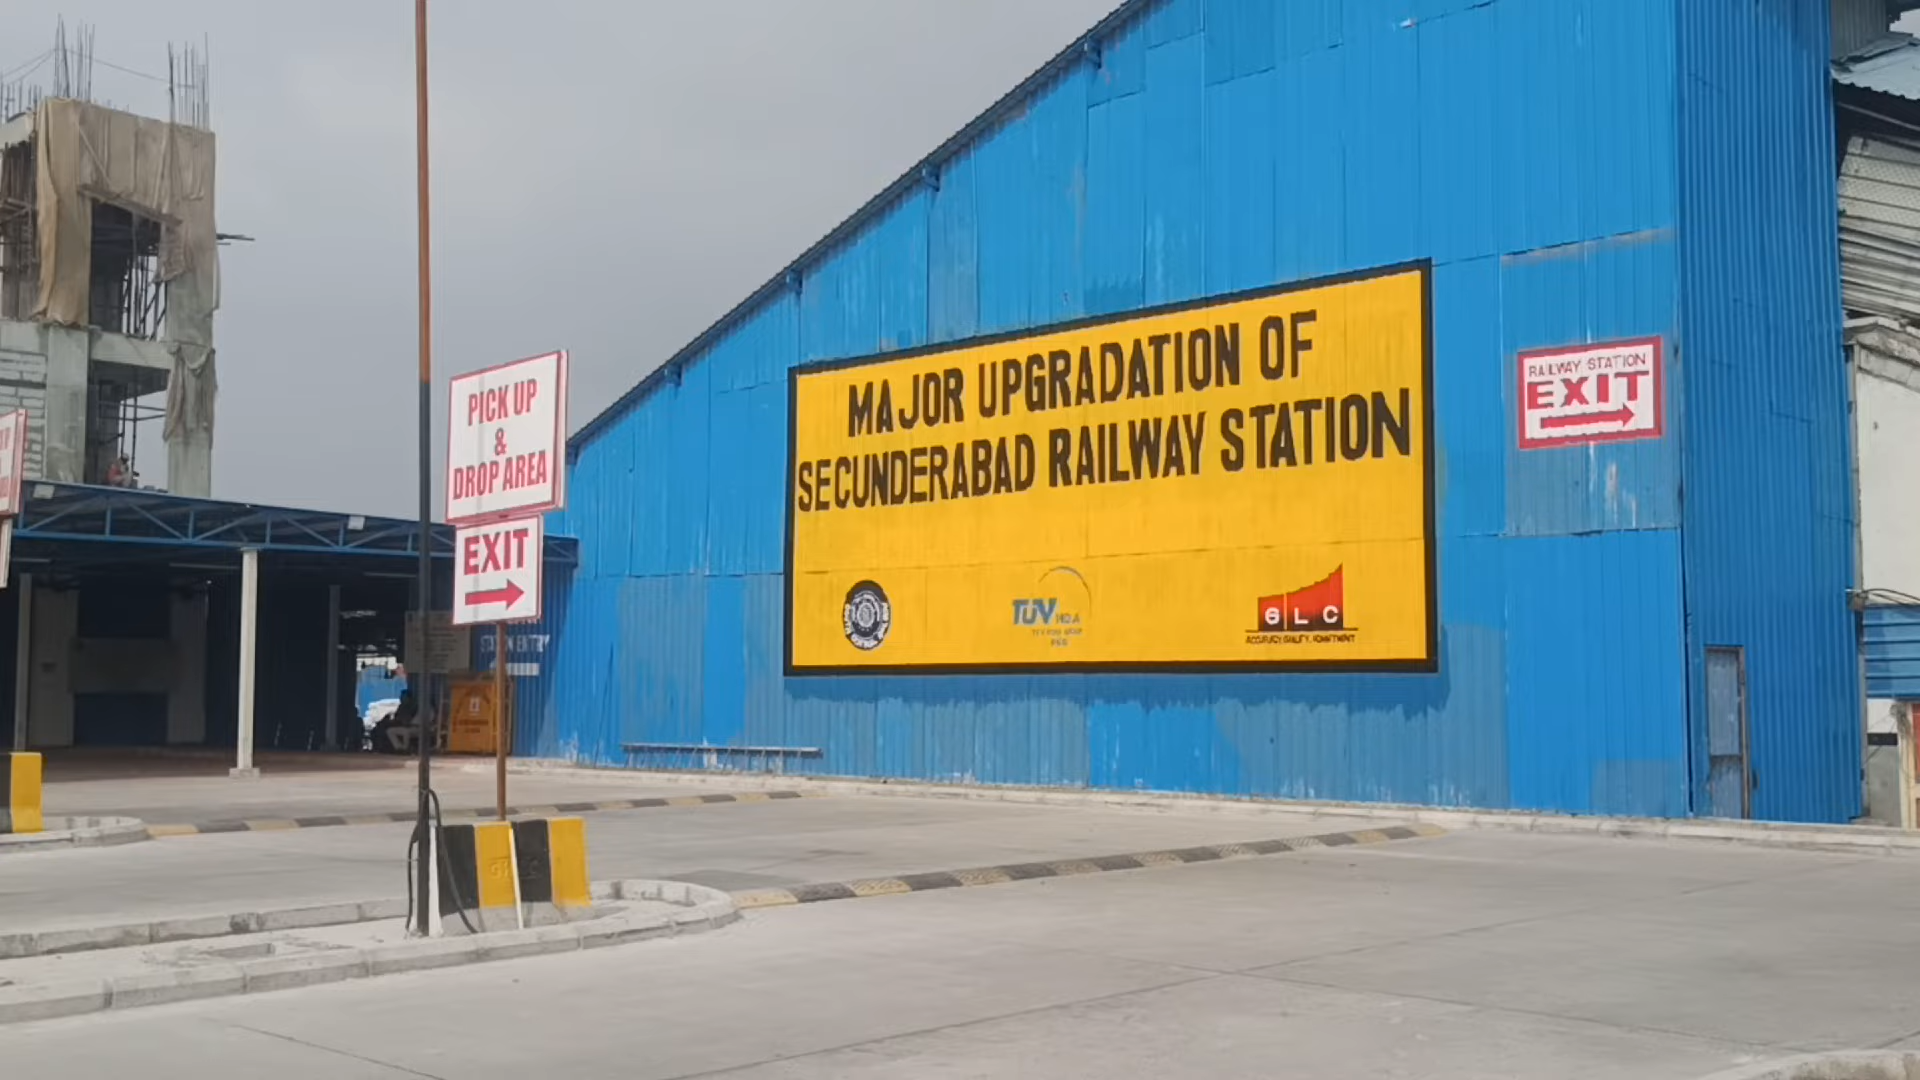 PICK UP
&
DROP AREA
EXIT
MAJOR UPGRADATION OF
SECUNDERABAD RAILWAY STATION
TÜV
GLC
RAILWAY STATION
EXIT